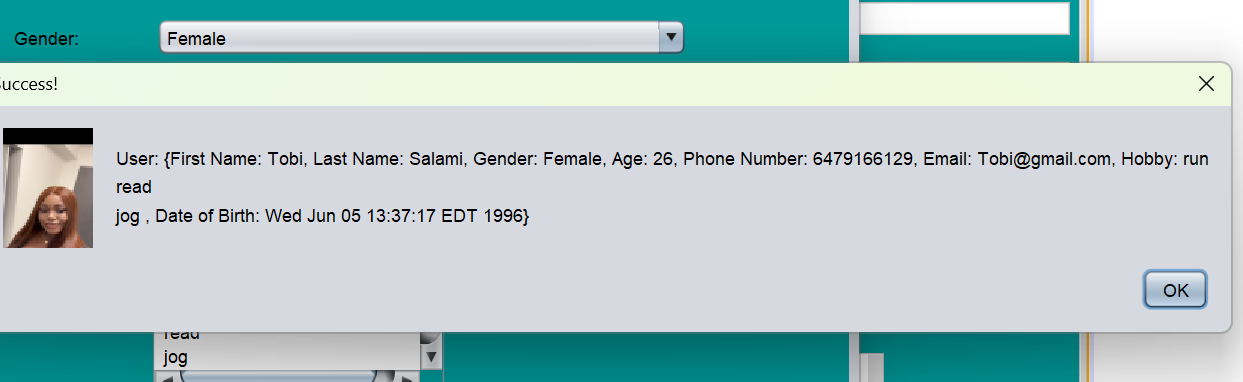 Gender:
Female
Success!
User: {First Name: Tobi, Last Name: Salami, Gender: Female, Age: 26, Phone Number: 6479166129, Email: Tobi@gmail.com, Hobby: run
read
jog , Date of Birth: Wed Jun 05 13:37:17 EDT 1996}
OK
read
jog